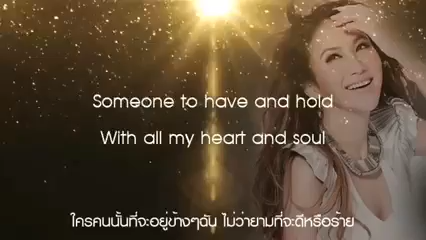 Someone to have and hold
With all my heart and soul
ใครคนนั้นที่จะอยู่ข้างๆฉัน ไม่ว่ายามที่จะดีหรือร้าย